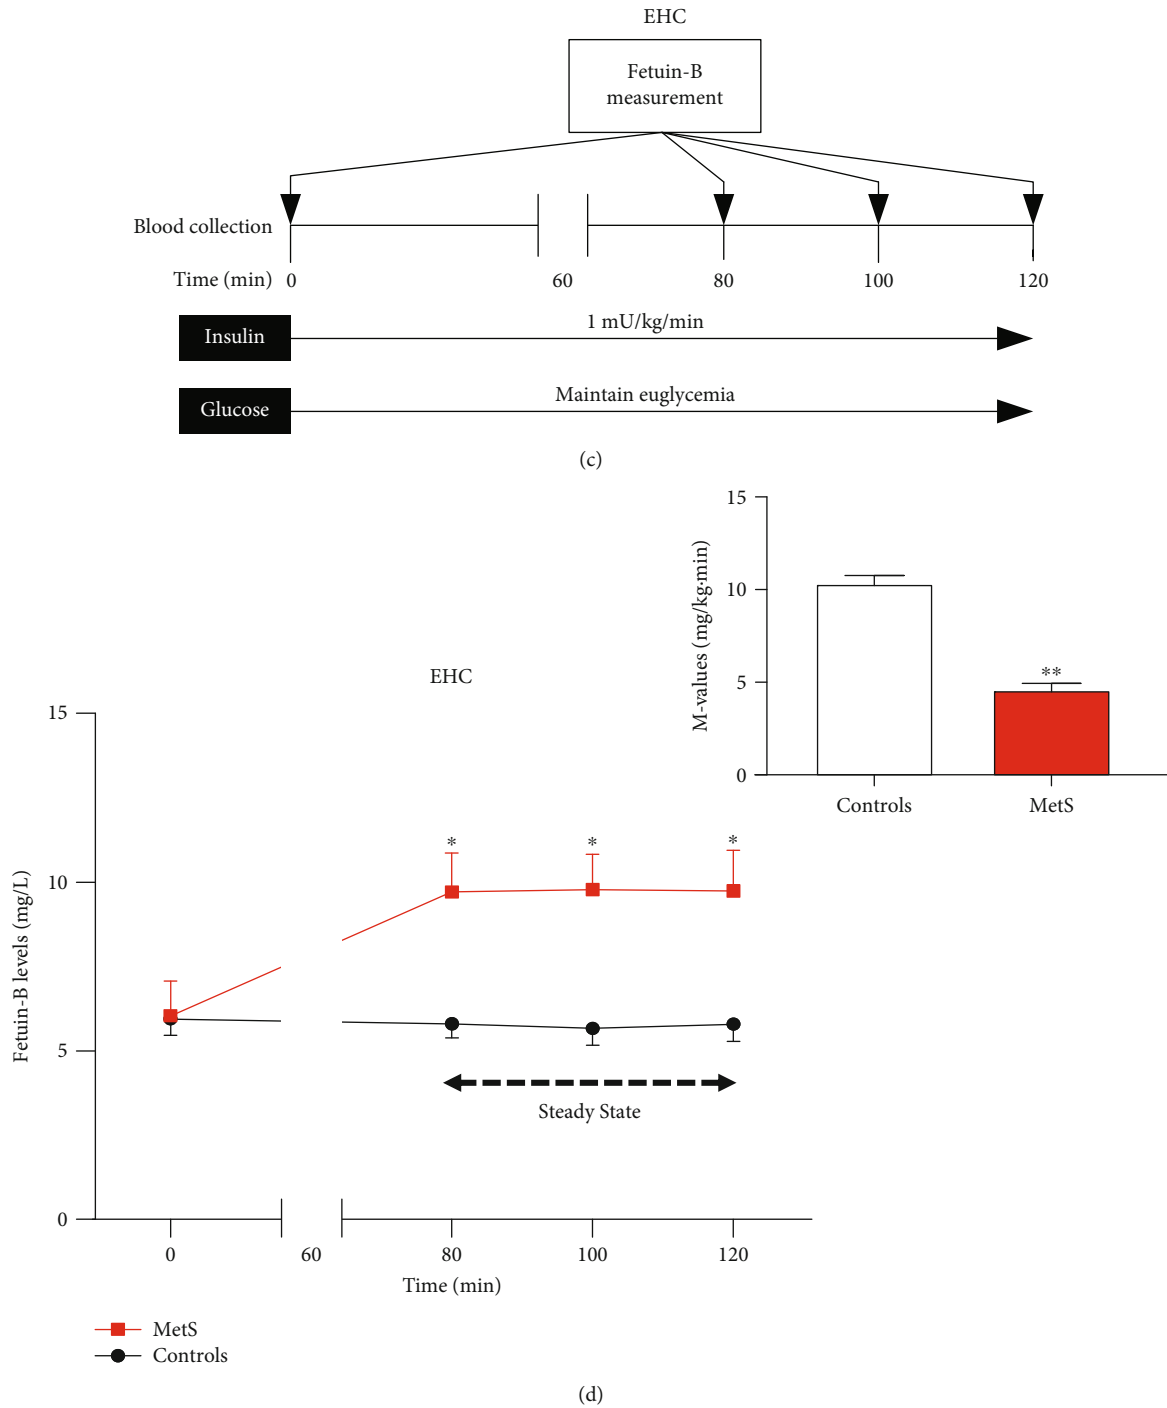 EHC
Fetuin-B
measurement
Blood collection
Time (min) 0 60 80 100 120
Insulin 1 mU/kg/min
Glucose Maintain euglycemia
(c)
15
10
5
0
M-values (mg/kg·min)
**
Controls MetS
EHC
15
10
5
0
Fetuin-B levels (mg/L)
* * *
Steady State
0 60 80 100 120
Time (min)
MetS
Controls
(d)